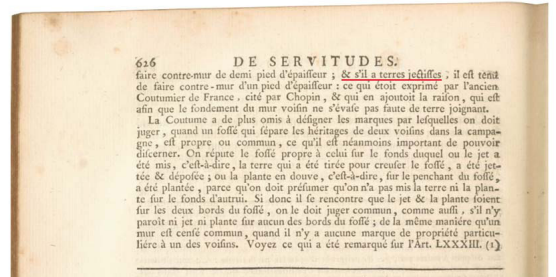 626 DE SERVITUDES.
faire contre-mur de demi pied d'épaiſſeur ; & s'il a terres jectiſſes , il eſt tenu
de faire contre-mur d'un pied d'épaiſſeur : ce qui étoit exprimé par l'ancien
Coutumier de France . cité par Chopin , & qui en ajoutoit la raiſon , qui eſt
afin que le fondement du mur voiſin ne s'évaſe pas faute de terre joignant.
La Coutume a de plus omis à déſigner les marques par leſquelles on doit
juger , quand un foſſé qui ſépare les héritages de deux voiſins dans la campa-
gne , eſt propre ou commun , ce qu'il eſt néanmoins important de pouvoir
diſcerner. On répute le foſſé propre à celui ſur le fonds duquel ou le jet a
été mis , c'eſt-à-dire , la terre qui a été tirée pour creuſer le foſſé , a été jet-
tée & dépoſée ; ou la plante en douve , c'eſt-à-dire , ſur le penchant du foſſé ,
a été plantée , parce qu'on doit préſumer qu'on n'a pas mis la terre ni la plan-
te ſur le fonds d'autrui. Si donc il ſe rencontre que le jet & la plante ſoient
ſur les deux bords du foſſé , on le doit juger commun , comme auſſi , s'il n'y
paroît ni jet ni plante ſur aucun des bords du foſſé ; de la même manière qu'un
mur eſt cenſé commun , quand il n'y a aucune marque de propriété particu-
liére à un des voiſins. Voyez ce qui a été remarqué ſur l'Art. LXXXIII. (1)